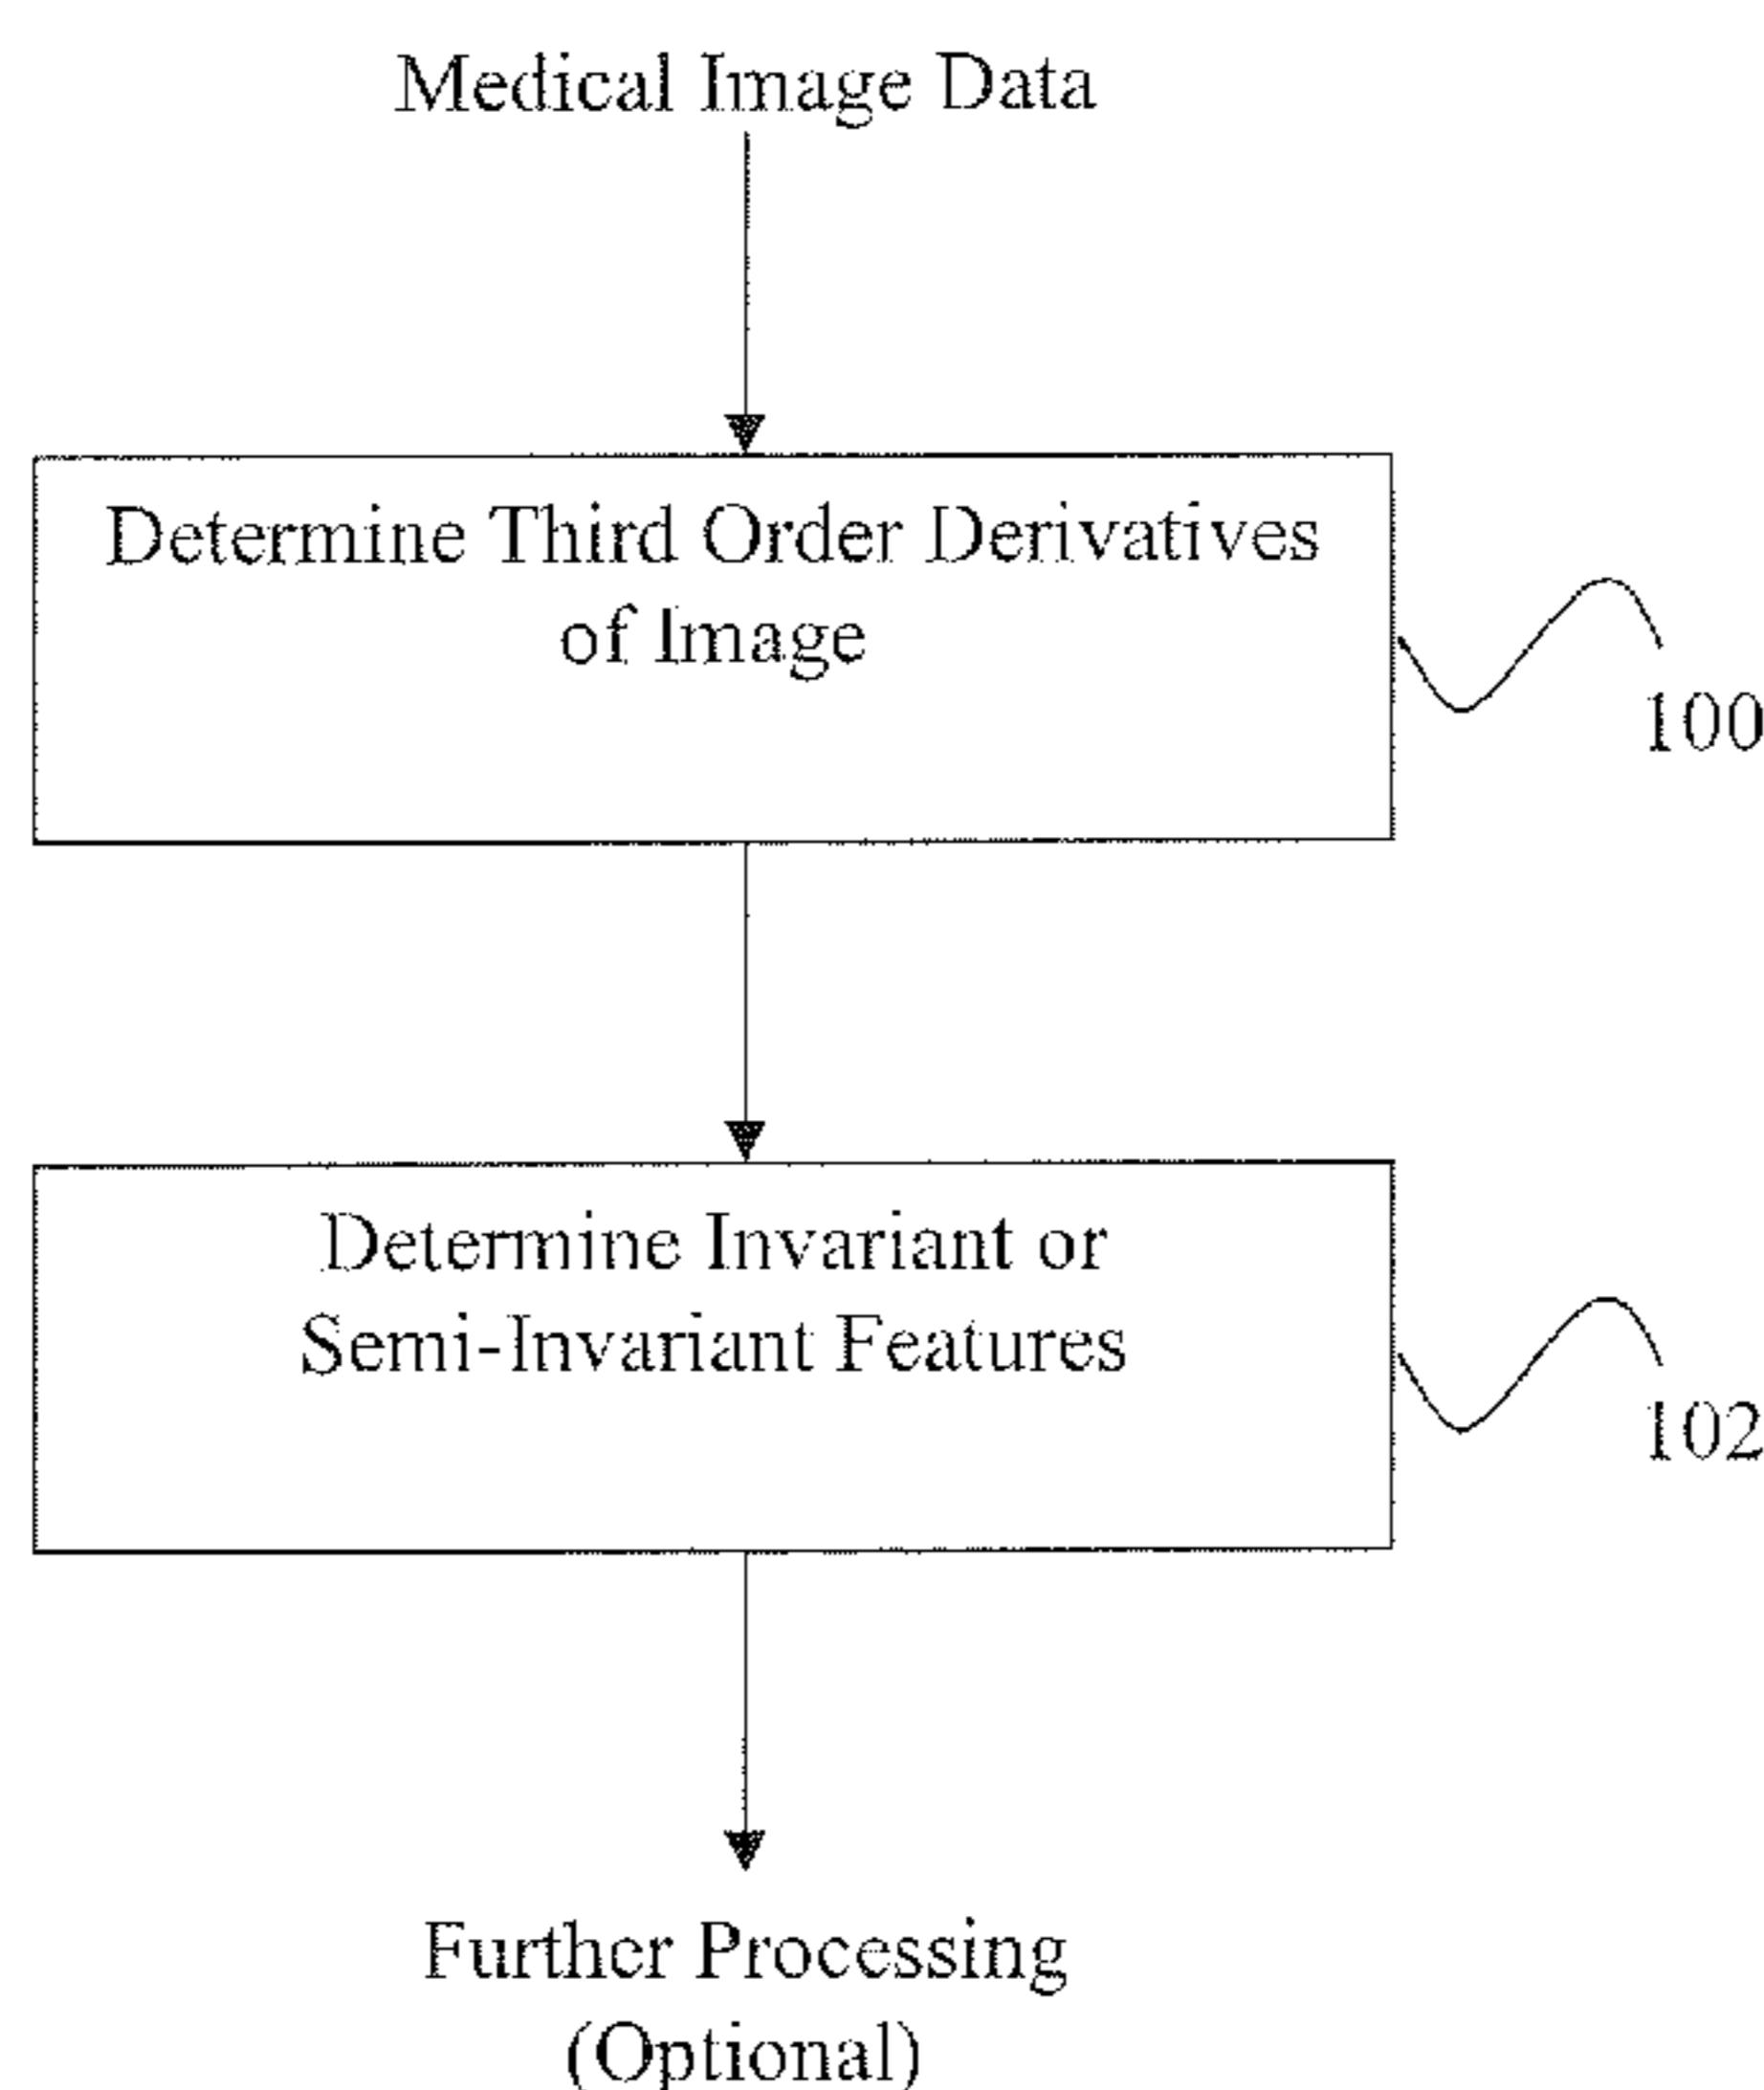 Medical Image Data
Determine Third Order Derivatives
of Image
100
Determine Invariant or
Semi-Invariant Features
102
Further Processing
(Optional)